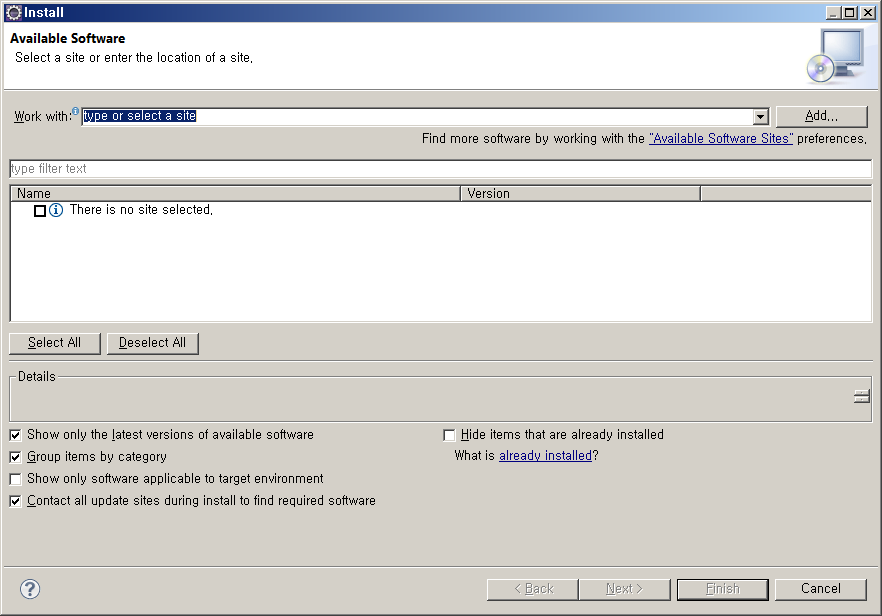 Install
Available Software
Select a site or enter the location of a site.
Work with: type or select a site Add...
Find more software by working with the "Available Software Sites" preferences.
type filter text
Name Version
There is no site selected.
Select All Deselect All
Details
Show only the latest versions of available software Hide items that are already installed
Group items by category What is already installed?
Show only software applicable to target environment
Contact all update sites during install to find required software
? < Back Next > Finish Cancel